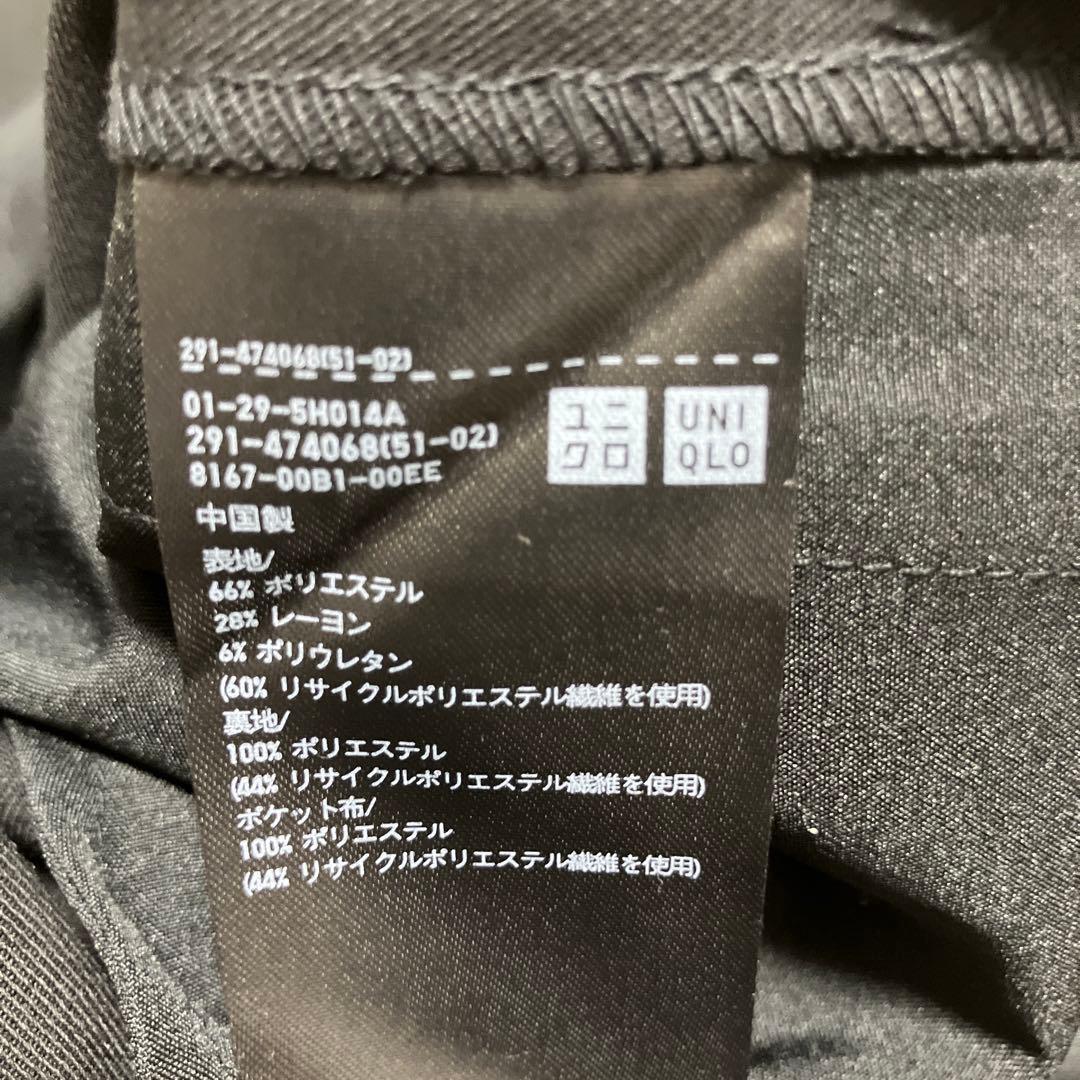 291-474068(51-02)
01-29-5H014A
291-474068(51-02)
8167-00B1-00EE
ユニ
クロ
UNI
QLO
中国製
表地/
66% ポリエステル
28% レーヨン
6% ポリウレタン
(60% リサイクルポリエステル繊維を使用)
裏地/
100% ポリエステル
(44% リサイクルポリエステル繊維を使用)
ポケット布/
100% ポリエステル
(44% リサイクルポリエステル繊維を使用)